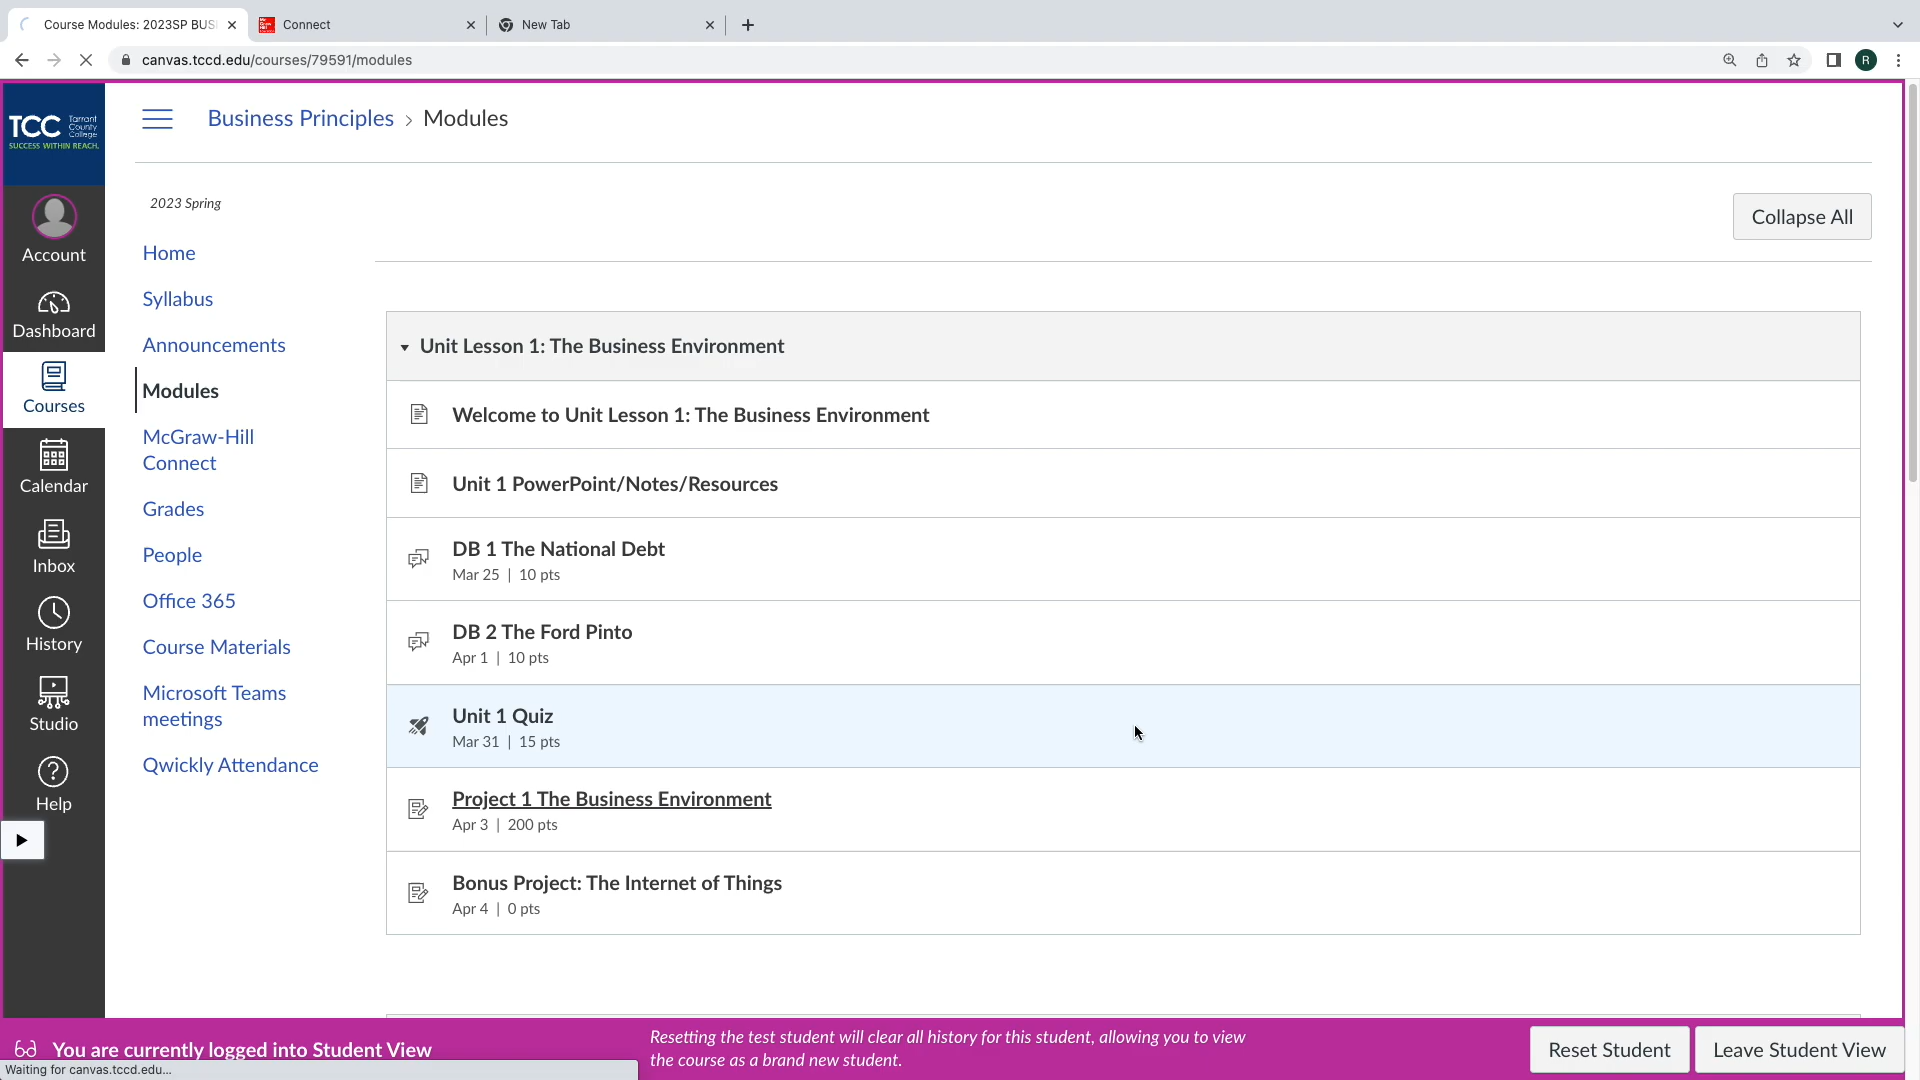 Course Modules: 2023SP BUS
Connect
New Tab
canvas.tccd.edu/courses/79591/modules
TCC Tarrant County College
SUCCESS WITHIN REACH.
Business Principles > Modules
2023 Spring
Collapse All
Account
Dashboard
Courses
Calendar
Inbox
History
Studio
Help
Home
Syllabus
Announcements
Modules
McGraw-Hill
Connect
Grades
People
Office 365
Course Materials
Microsoft Teams
meetings
Qwickly Attendance
Unit Lesson 1: The Business Environment
Welcome to Unit Lesson 1: The Business Environment
Unit 1 PowerPoint/Notes/Resources
DB 1 The National Debt
Mar 25 | 10 pts
DB 2 The Ford Pinto
Apr 1 | 10 pts
Unit 1 Quiz
Mar 31 | 15 pts
Project 1 The Business Environment
Apr 3 | 200 pts
Bonus Project: The Internet of Things
Apr 4 | 0 pts
You are currently logged into Student View
Resetting the test student will clear all history for this student, allowing you to view
the course as a brand new student.
Reset Student
Leave Student View
Waiting for canvas.tccd.edu...
R